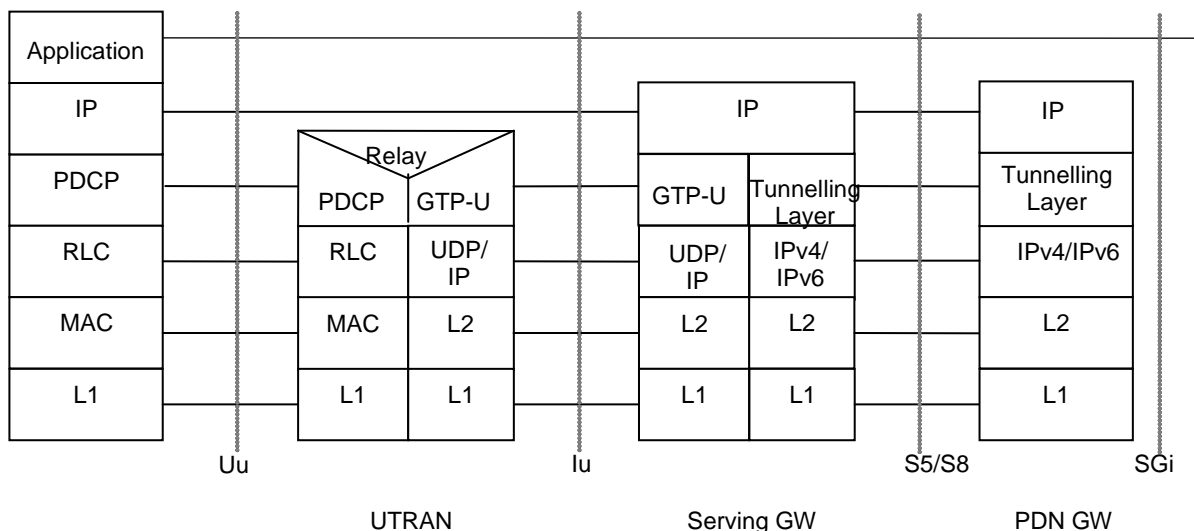 Application
IP
IP
IP
Relay
PDCP
PDCP
GTP-U
GTP-U
Tunnelling
Layer
Tunnelling
Layer
RLC
RLC
UDP/
IP
UDP/
IP
IPv4/
IPv6
IPv4/IPv6
MAC
MAC
L2
L2
L2
L2
L1
L1
L1
L1
L1
L1
Uu
Iu
S5/S8
SGi
UTRAN
Serving GW
PDN GW